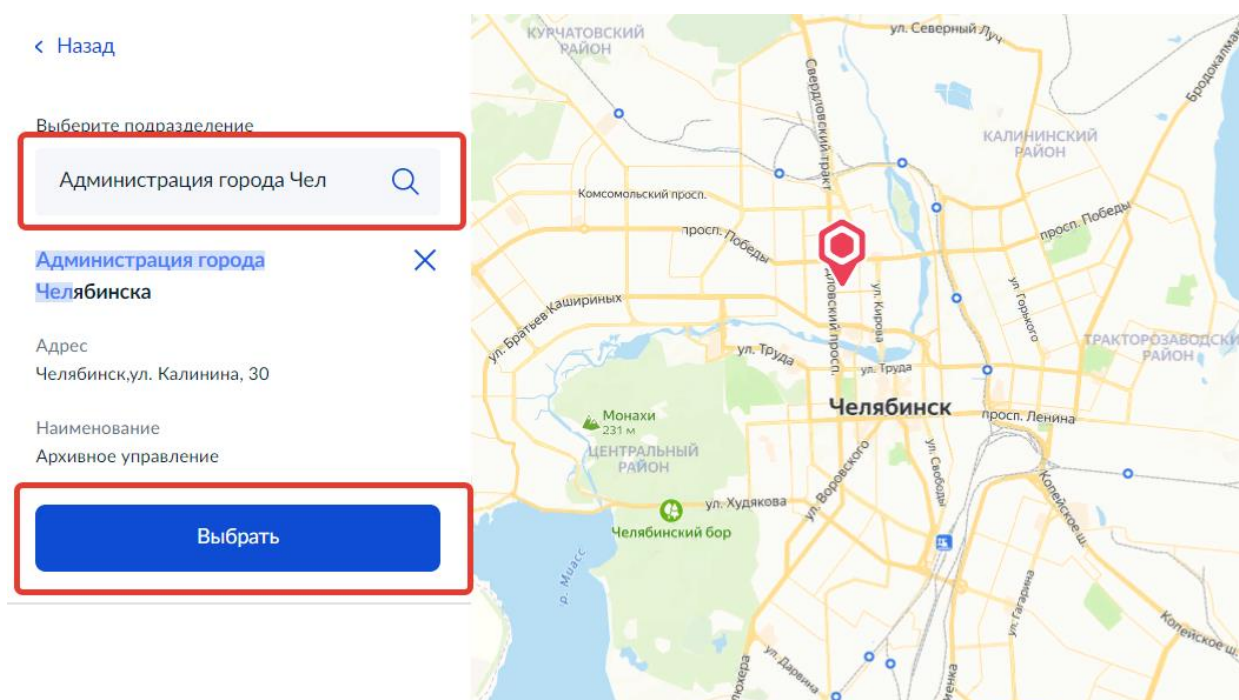 Назад
Выберите подразделение
Администрация города Чел
Администрация города
Челябинска
Адрес
Челябинск,ул. Калинина, 30
Наименование
Архивное управление
Выбрать
КУРЧАТОВСКИЙ
РАЙОН
ул. Северный Луч
Свердловский тракт
КАЛИНИНСКИЙ
РАЙОН
Комсомольский просп.
просп. Победы
просп. Победы
ул. Братьев Кашириных
ул. Кирова
ул. Горького
ТРАКТОРОЗАВОДСКИ
РАЙОН
ул. Труда
ул. Труда
Челябинск
просп. Ленина
Монахи
231 м
ЦЕНТРАЛЬНЫЙ
РАЙОН
ул. Воровского
ул. Свободы
Копейское ш.
ул. Худякова
Челябинский бор
р. Миасс
ул. Гагарина
Копейское ш.
ул. Дарвина